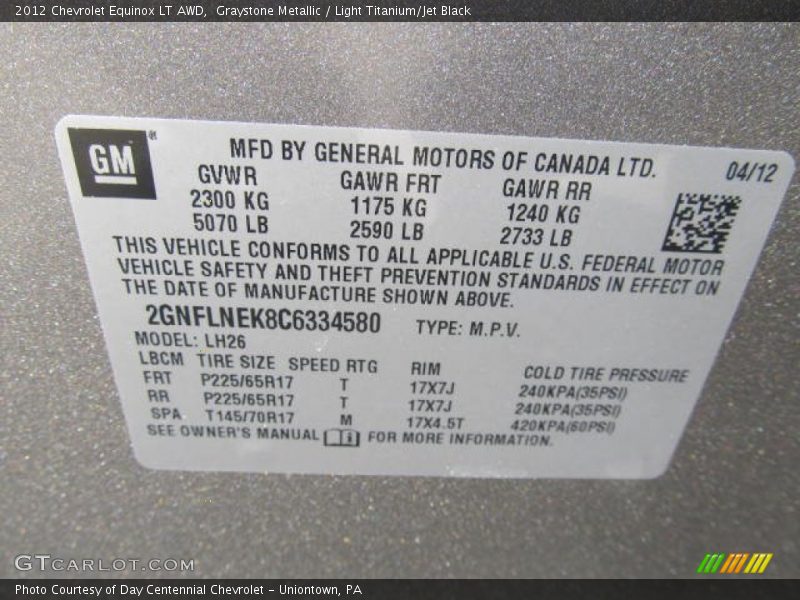 2012 Chevrolet Equinox LT AWD,  Graystone Metallic / Light Titanium/Jet Black
GM
MFD BY GENERAL MOTORS OF CANADA LTD. 04/12
GVWR GAWR FRT GAWR RR
2300 KG 1175 KG 1240 KG
5070 LB 2590 LB 2733 LB
THIS VEHICLE CONFORMS TO ALL APPLICABLE U.S. FEDERAL MOTOR
VEHICLE SAFETY AND THEFT PREVENTION STANDARDS IN EFFECT ON
THE DATE OF MANUFACTURE SHOWN ABOVE.
2GNFLNEK8C6334580 TYPE: M.P.V.
MODEL: LH26
LBCM TIRE SIZE SPEED RTG RIM COLD TIRE PRESSURE
FRT P225/65R17 T 17X7J 240KPA(35PSI)
RR P225/65R17 T 17X7J 240KPA(35PSI)
SPA T145/70R17 M 17X4.5T 420KPA(60PSI)
SEE OWNER'S MANUAL FOR MORE INFORMATION.
GTCARLOT.COM
Photo Courtesy of Day Centennial Chevrolet - Uniontown, PA